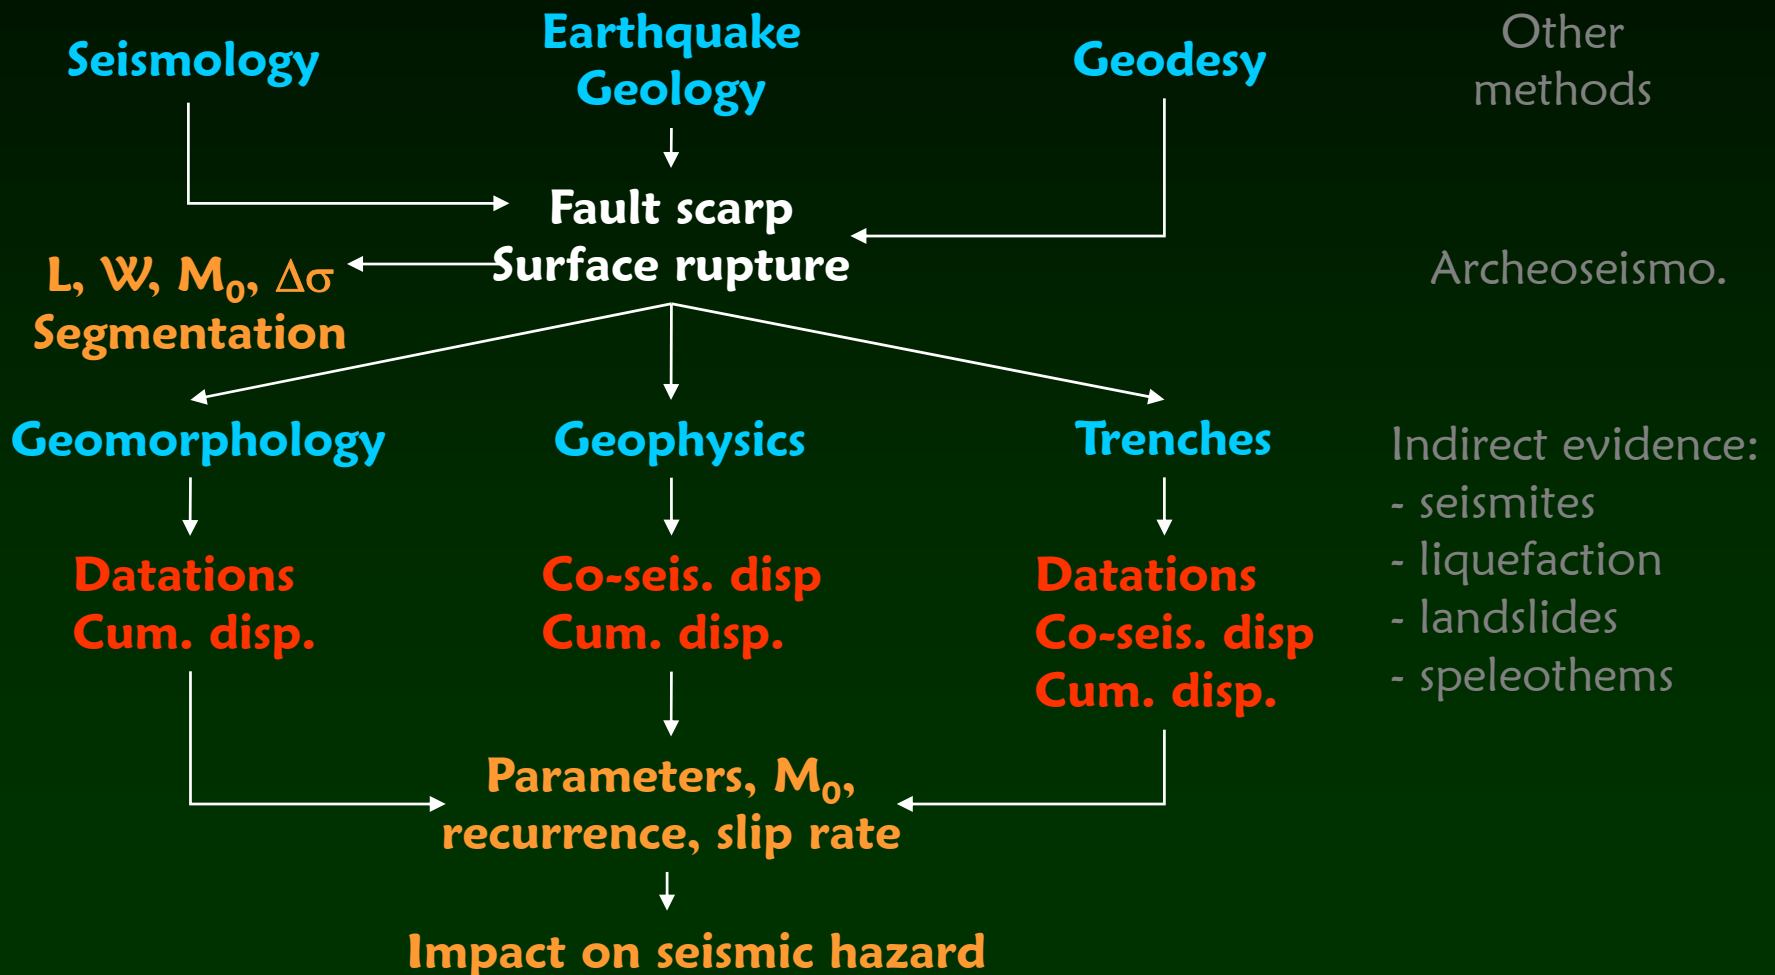 Seismology
Earthquake
Geology
Geodesy
Other
methods
Fault scarp
Surface rupture
L, W, M₀, Δσ
Segmentation
Archeoseismo.
Geomorphology
Geophysics
Trenches
Indirect evidence:
- seismites
- liquefaction
- landslides
- speleothems
Datations
Cum. disp.
Co-seis. disp
Cum. disp.
Datations
Co-seis. disp
Cum. disp.
Parameters, M₀,
recurrence, slip rate
Impact on seismic hazard